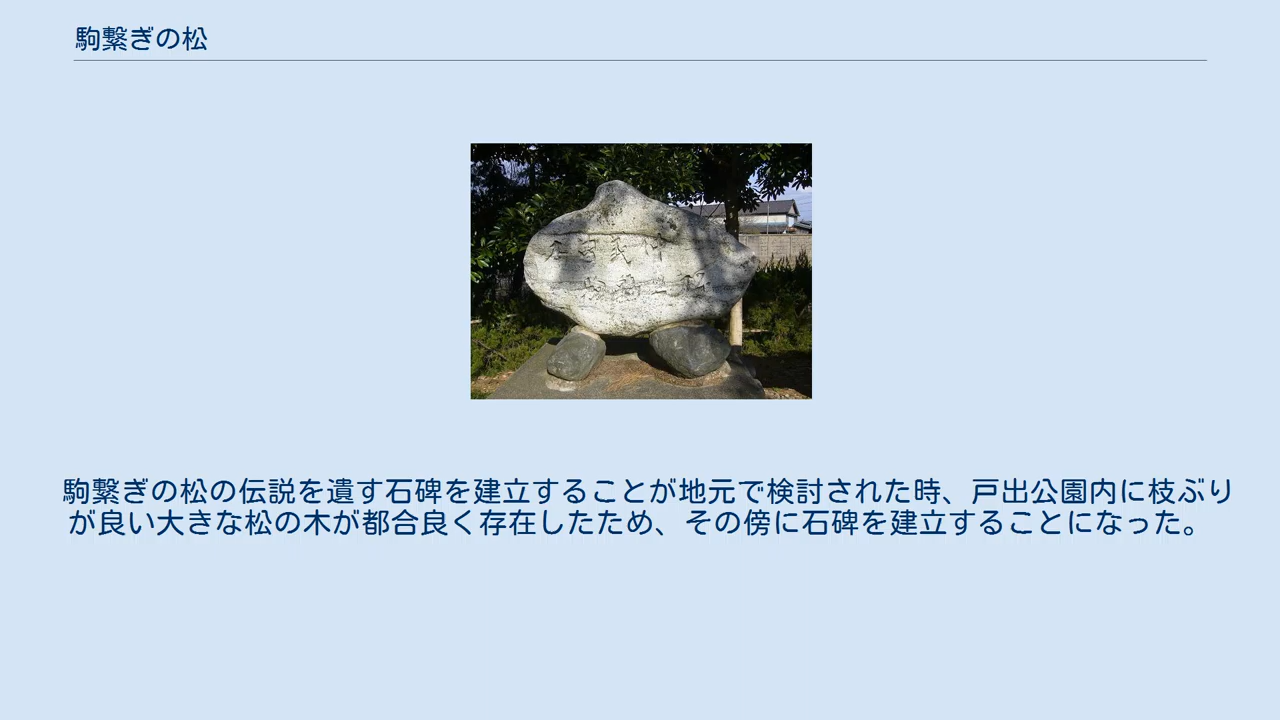 駒繋ぎの松
駒繋ぎの松の伝説を遺す石碑を建立することが地元で検討された時、戸出公園内に枝ぶり
が良い大きな松の木が都合良く存在したため、その傍に石碑を建立することになった。